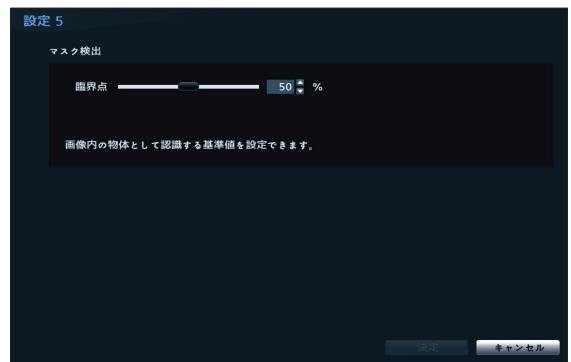 設定 5
マスク検出
臨界点 50 %
画像内の物体として認識する基準値を設定できます。
決定 キャンセル